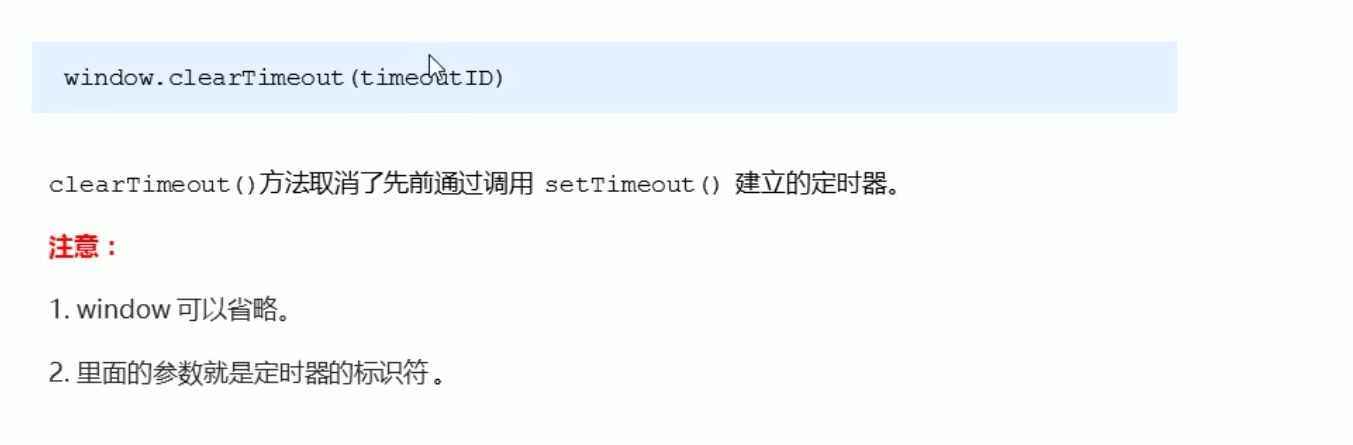 window.clearTimeout(timeoutID)
clearTimeout()方法取消了先前通过调用 setTimeout() 建立的定时器。
注意：
1. window 可以省略。
2. 里面的参数就是定时器的标识符 。